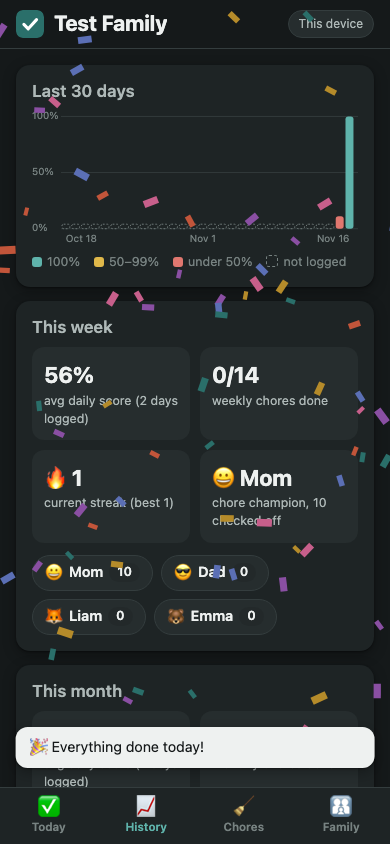 Test Family
This device
Last 30 days
100%
50%
0%
Oct 18
Nov 1
Nov 16
100%
50–99%
under 50%
not logged
This week
56%
avg daily score (2 days
logged)
0/14
weekly chores done
🔥 1
current streak (best 1)
😀 Mom
chore champion, 10
checked off
😀 Mom 10
😎 Dad 0
🦊 Liam 0
🐻 Emma 0
This month
logged)
🎉 Everything done today!
Today
History
Chores
Family